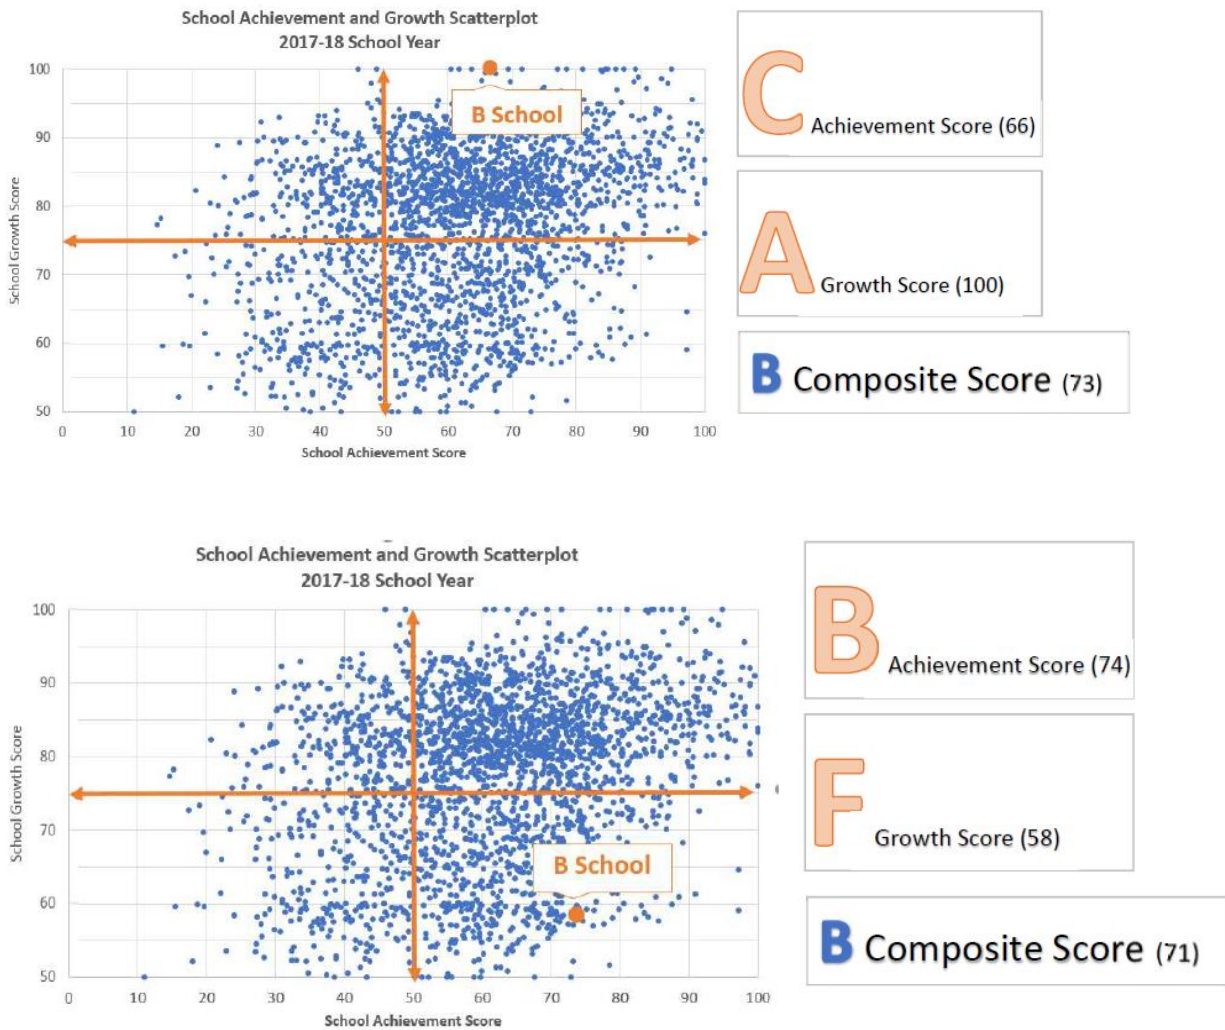 School Achievement and Growth Scatterplot
2017-18 School Year
100
90
80
70
60
50
School Growth Score
B School
0 10 20 30 40 50 60 70 80 90 100
School Achievement Score
C Achievement Score (66)
A Growth Score (100)
B Composite Score (73)
School Achievement and Growth Scatterplot
2017-18 School Year
100
90
80
70
60
50
School Growth Score
B School
0 10 20 30 40 50 60 70 80 90 100
School Achievement Score
B Achievement Score (74)
F Growth Score (58)
B Composite Score (71)